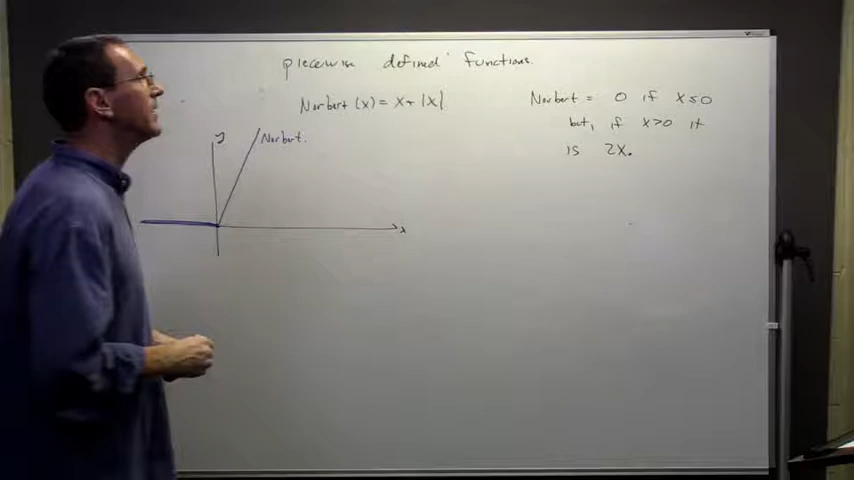 piecewise defined functions.
Norbert (x) = x + |x|
Norbert = 0 if x ≤ 0
but, if x > 0 it
is 2x.
y
Norbert.
x